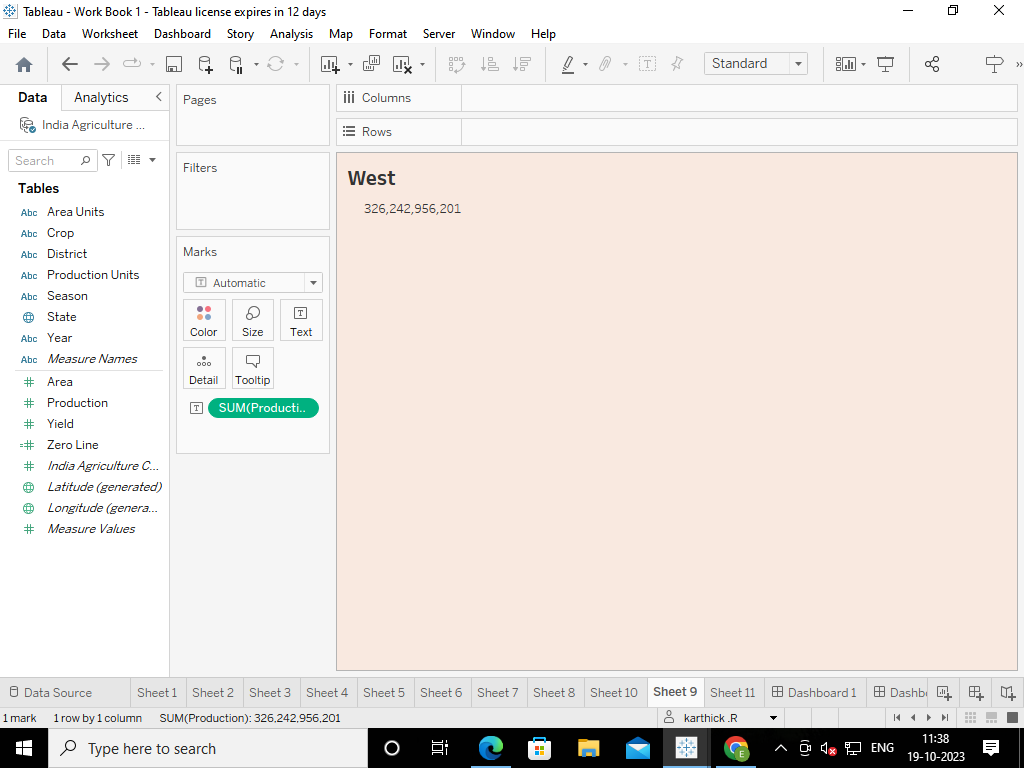 Tableau - Work Book 1 - Tableau license expires in 12 days
File Data Worksheet Dashboard Story Analysis Map Format Server Window Help
Standard
Data Analytics
India Agriculture ...
Search
Tables
Abc Area Units
Abc Crop
Abc District
Abc Production Units
Abc Season
State
Abc Year
Abc Measure Names
Area
Production
Yield
Zero Line
India Agriculture C...
Latitude (generated)
Longitude (genera...
Measure Values
Pages
Filters
Marks
Automatic
Color Size Text
Detail Tooltip
SUM(Producti..
Columns
Rows
West
326,242,956,201
Data Source Sheet 1 Sheet 2 Sheet 3 Sheet 4 Sheet 5 Sheet 6 Sheet 7 Sheet 8 Sheet 10 Sheet 9 Sheet 11 Dashboard 1 Dashb
1 mark 1 row by 1 column SUM(Production): 326,242,956,201 karthick .R
Type here to search
E
ENG
11:38
19-10-2023